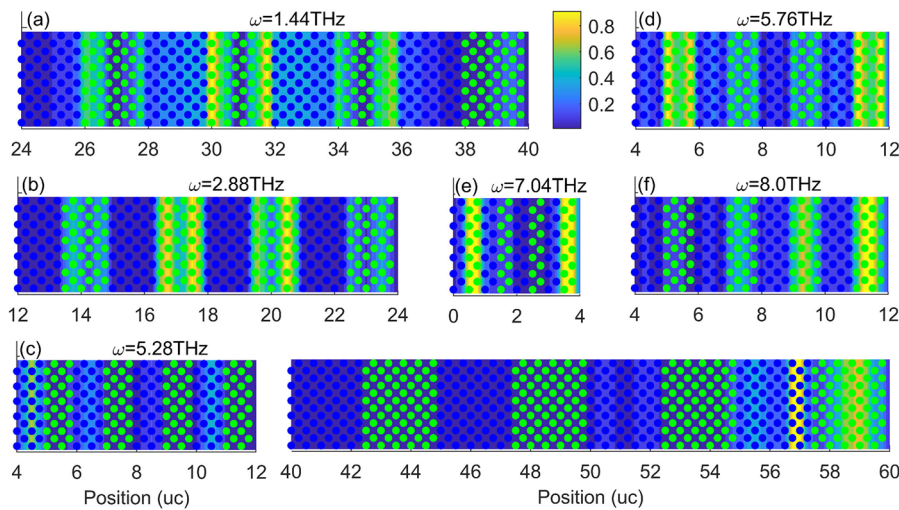 (a) ω=1.44THz
24 26 28 30 32 34 36 38 40
0.8
0.6
0.4
0.2
(d) ω=5.76THz
4 6 8 10 12
(b) ω=2.88THz
12 14 16 18 20 22 24
(e) ω=7.04THz
0 2 4
(f) ω=8.0THz
4 6 8 10 12
(c) ω=5.28THz
4 6 8 10 12
Position (uc)
40 42 44 46 48 50 52 54 56 58 60
Position (uc)